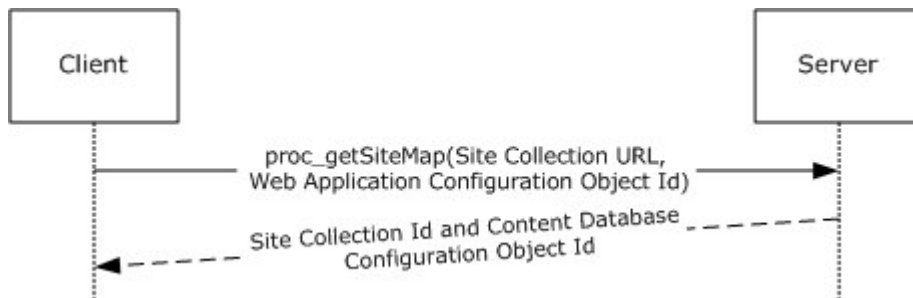 Client
Server
proc_getSiteMap(Site Collection URL,
Web Application Configuration Object Id)
Site Collection Id and Content Database
Configuration Object Id